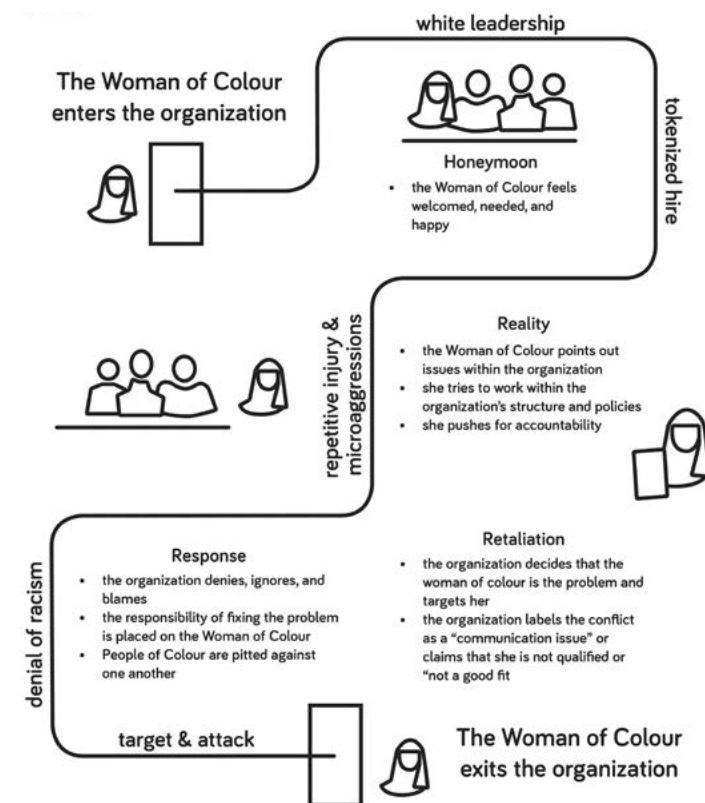 white leadership
The Woman of Colour
enters the organization
tokenized hire
Honeymoon
• the Woman of Colour feels
welcomed, needed, and
happy
repetitive injury &
microaggressions
Reality
• the Woman of Colour points out
issues within the organization
• she tries to work within the
organization's structure and policies
• she pushes for accountability
denial of racism
Response
• the organization denies, ignores, and
blames
• the responsibility of fixing the problem
is placed on the Woman of Colour
• People of Colour are pitted against
one another
Retaliation
• the organization decides that the
woman of colour is the problem and
targets her
• the organization labels the conflict
as a “communication issue” or
claims that she is not qualified or
“not a good fit
target & attack
The Woman of Colour
exits the organization